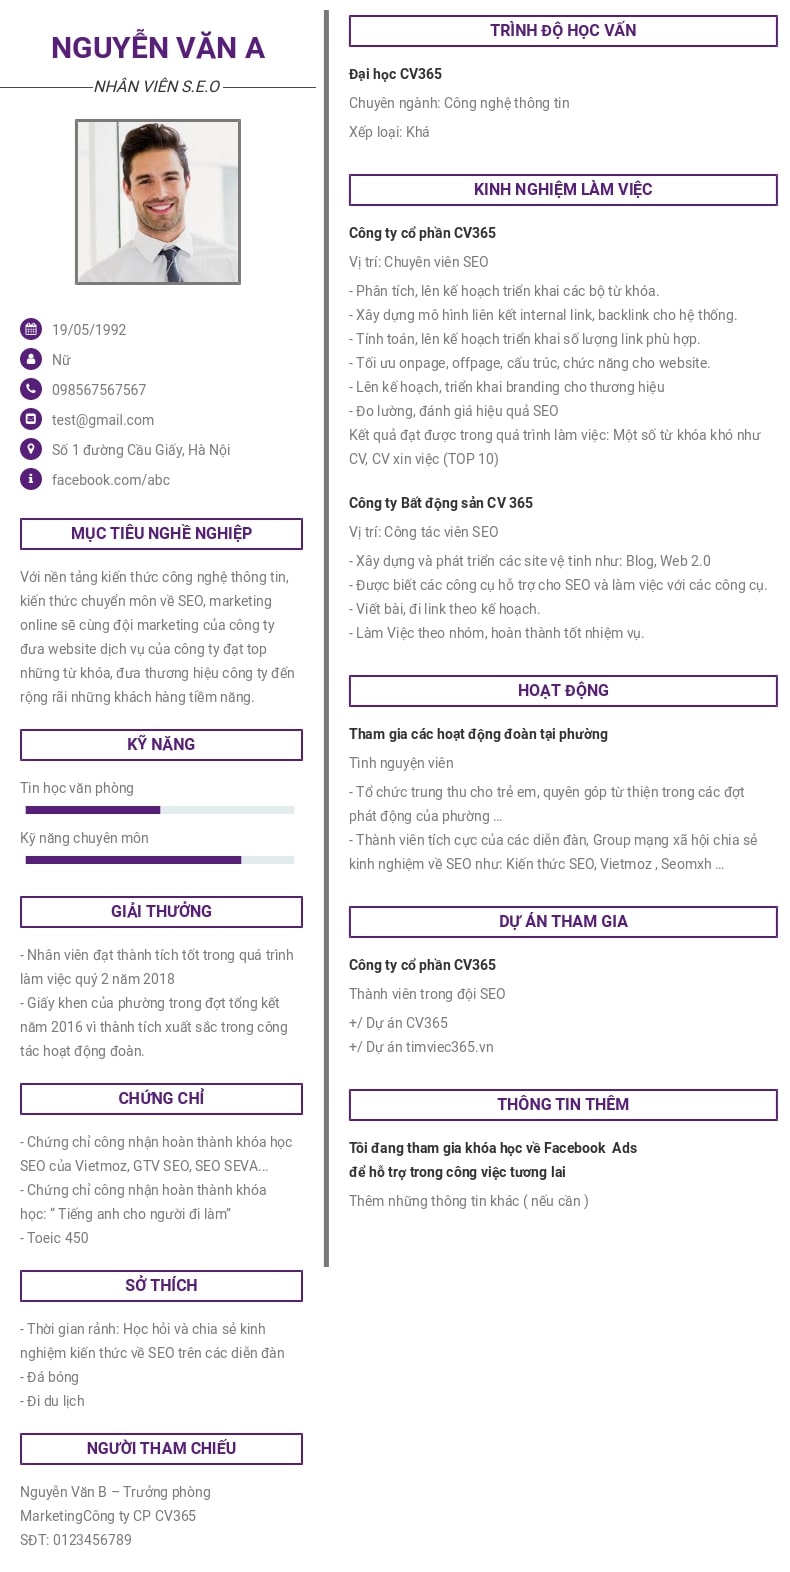 NGUYỄN VĂN A
NHÂN VIÊN S.E.O
19/05/1992
Nữ
098567567567
test@gmail.com
Số 1 đường Cầu Giấy, Hà Nội
facebook.com/abc
MỤC TIÊU NGHỀ NGHIỆP
Với nền tảng kiến thức công nghệ thông tin,
kiến thức chuyển môn về SEO, marketing
online sẽ cùng đội marketing của công ty
đưa website dịch vụ của công ty đạt top
những từ khóa, đưa thương hiệu công ty đến
rộng rãi những khách hàng tiềm năng.
KỸ NĂNG
Tin học văn phòng
Kỹ năng chuyên môn
GIẢI THƯỞNG
- Nhân viên đạt thành tích tốt trong quá trình
làm việc quý 2 năm 2018
- Giấy khen của phường trong đợt tổng kết
năm 2016 vì thành tích xuất sắc trong công
tác hoạt động đoàn.
CHỨNG CHỈ
- Chứng chỉ công nhận hoàn thành khóa học
SEO của Vietmoz, GTV SEO, SEO SEVA...
- Chứng chỉ công nhận hoàn thành khóa
học: “ Tiếng anh cho người đi làm”
- Toeic 450
SỞ THÍCH
- Thời gian rảnh: Học hỏi và chia sẻ kinh
nghiệm kiến thức về SEO trên các diễn đàn
- Đá bóng
- Đi du lịch
NGƯỜI THAM CHIẾU
Nguyễn Văn B – Trưởng phòng
MarketingCông ty CP CV365
SĐT: 0123456789
TRÌNH ĐỘ HỌC VẤN
Đại học CV365
Chuyên ngành: Công nghệ thông tin
Xếp loại: Khá
KINH NGHIỆM LÀM VIỆC
Công ty cổ phần CV365
Vị trí: Chuyên viên SEO
- Phân tích, lên kế hoạch triển khai các bộ từ khóa.
- Xây dựng mô hình liên kết internal link, backlink cho hệ thống.
- Tính toán, lên kế hoạch triển khai số lượng link phù hợp.
- Tối ưu onpage, offpage, cấu trúc, chức năng cho website.
- Lên kế hoạch, triển khai branding cho thương hiệu
- Đo lường, đánh giá hiệu quả SEO
Kết quả đạt được trong quá trình làm việc: Một số từ khóa khó như
CV, CV xin việc (TOP 10)
Công ty Bất động sản CV 365
Vị trí: Công tác viên SEO
- Xây dựng và phát triển các site vệ tinh như: Blog, Web 2.0
- Được biết các công cụ hỗ trợ cho SEO và làm việc với các công cụ.
- Viết bài, đi link theo kế hoạch.
- Làm Việc theo nhóm, hoàn thành tốt nhiệm vụ.
HOẠT ĐỘNG
Tham gia các hoạt động đoàn tại phường
Tình nguyện viên
- Tổ chức trung thu cho trẻ em, quyên góp từ thiện trong các đợt
phát động của phường ...
- Thành viên tích cực của các diễn đàn, Group mạng xã hội chia sẻ
kinh nghiệm về SEO như: Kiến thức SEO, Vietmoz , Seomxh ...
DỰ ÁN THAM GIA
Công ty cổ phần CV365
Thành viên trong đội SEO
+/ Dự án CV365
+/ Dự án timviec365.vn
THÔNG TIN THÊM
Tôi đang tham gia khóa học về Facebook Ads
để hỗ trợ trong công việc tương lai
Thêm những thông tin khác ( nếu cần )